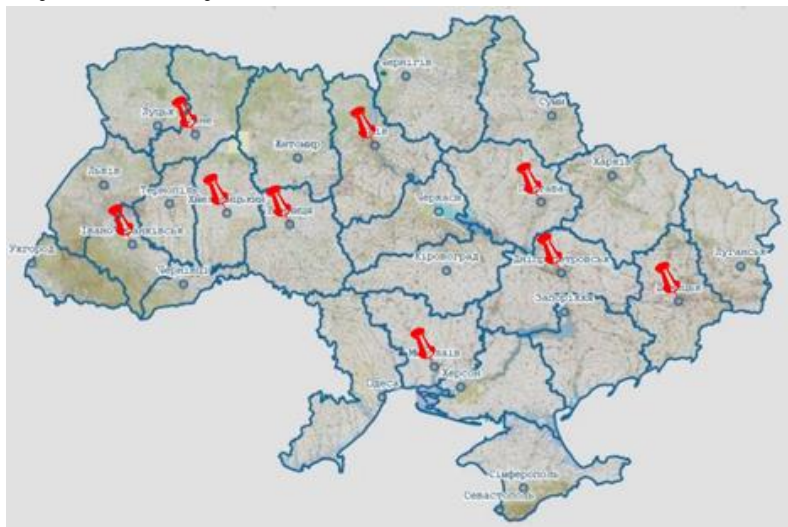 Чернігів
Суми
Луцьк
Житомир
Харків
Львів
Тернопіль
Хмельницький
Черкаси
Івано-Франківськ
Ужгород
Чернівці
Кіровоград
Дніпропетровськ
Луганськ
Запоріжжя
Миколаїв
Херсон
Одеса
Сімферополь
Севастополь